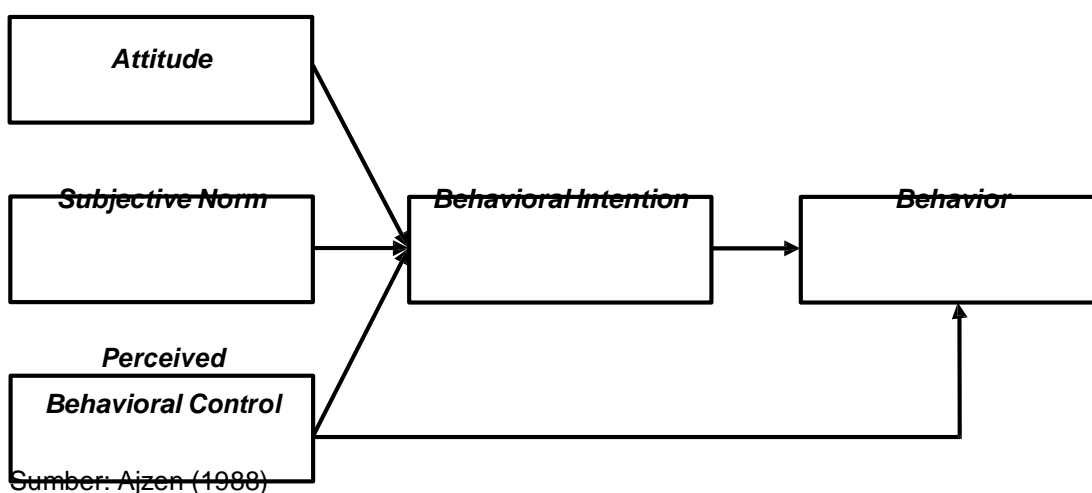 Attitude
Subjective Norm
Behavioral Intention
Behavior
Perceived
Behavioral Control
Sumber: Ajzen (1988)